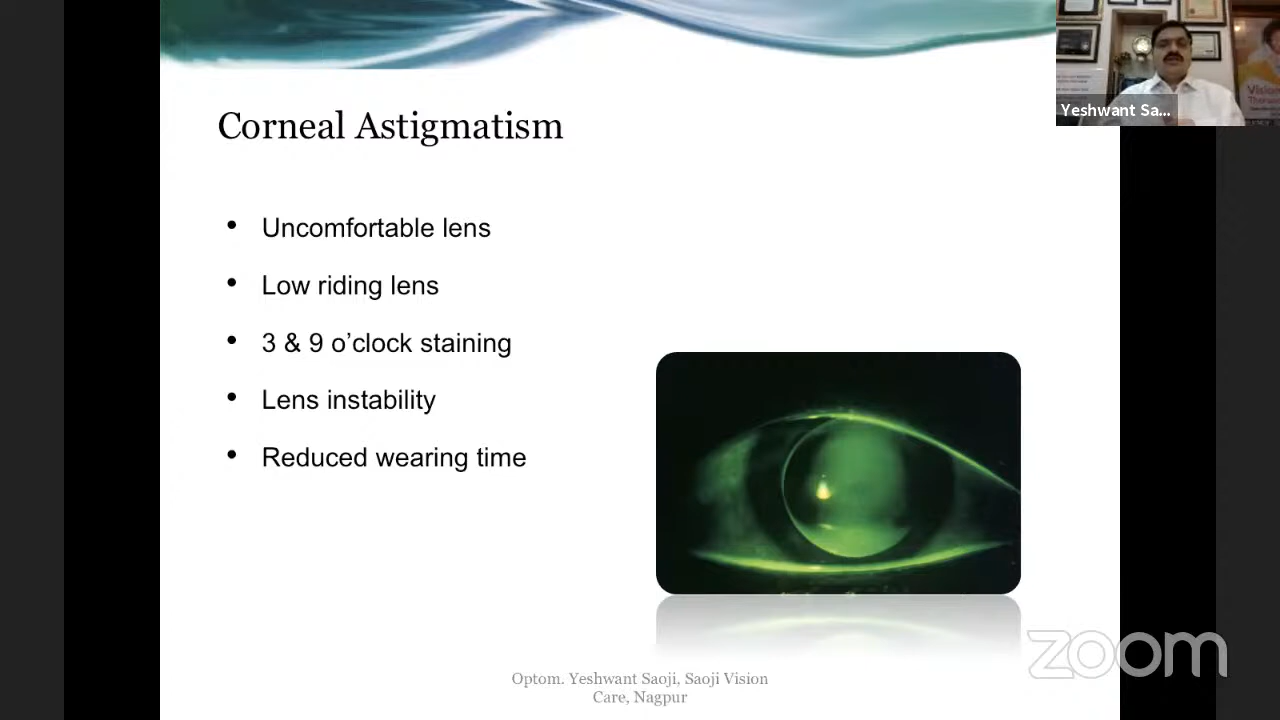 Corneal Astigmatism
• Uncomfortable lens
• Low riding lens
• 3 & 9 o’clock staining
• Lens instability
• Reduced wearing time
Optom. Yeshwant Saoji, Saoji Vision
Care, Nagpur
Yeshwant Sa...
Vision
zoom